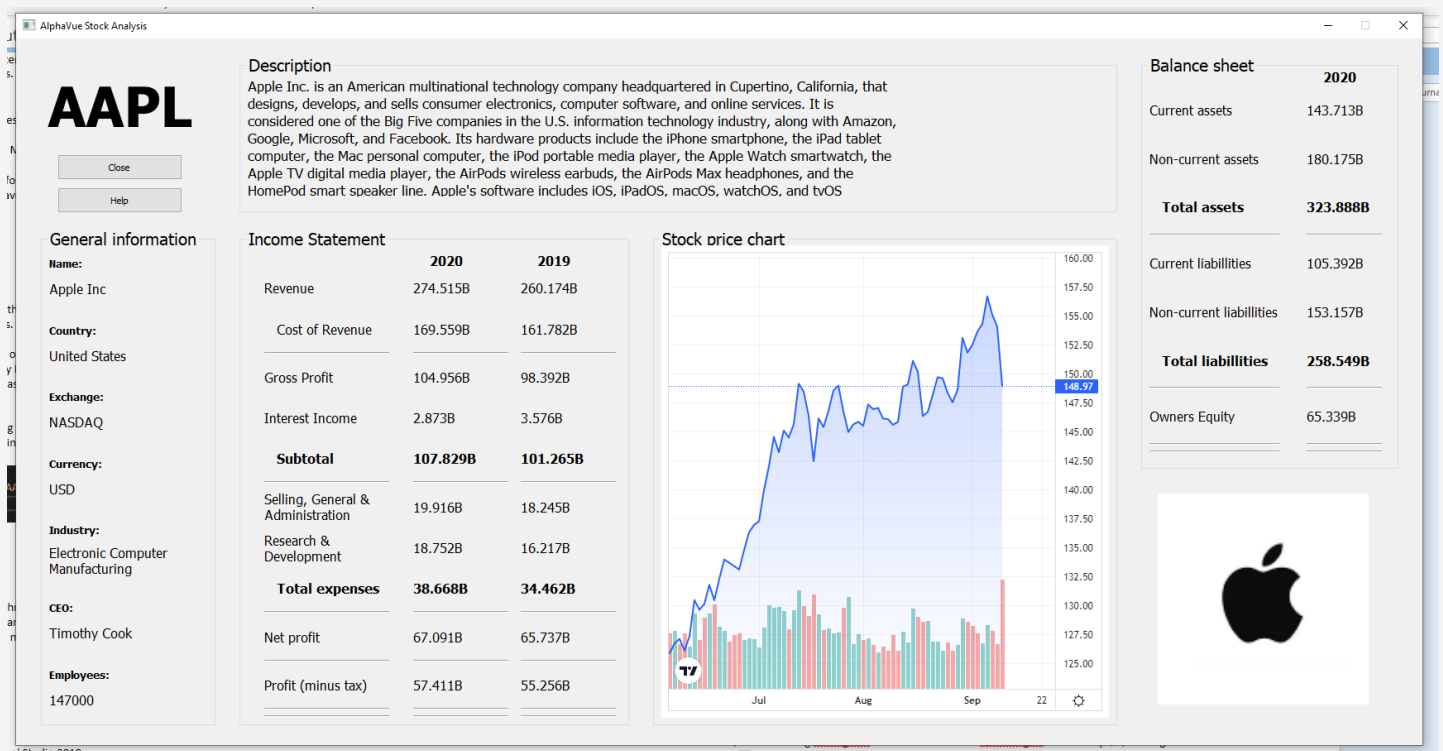 AlphaVue Stock Analysis
AAPL
Close
Help
Description
Apple Inc. is an American multinational technology company headquartered in Cupertino, California, that
designs, develops, and sells consumer electronics, computer software, and online services. It is
considered one of the Big Five companies in the U.S. information technology industry, along with Amazon,
Google, Microsoft, and Facebook. Its hardware products include the iPhone smartphone, the iPad tablet
computer, the Mac personal computer, the iPod portable media player, the Apple Watch smartwatch, the
Apple TV digital media player, the AirPods wireless earbuds, the AirPods Max headphones, and the
HomePod smart speaker line. Apple's software includes iOS, iPadOS, macOS, watchOS, and tvOS
General information
Name:
Apple Inc
Country:
United States
Exchange:
NASDAQ
Currency:
USD
Industry:
Electronic Computer
Manufacturing
CEO:
Timothy Cook
Employees:
147000
Income Statement
2020 2019
Revenue 274.515B 260.174B
Cost of Revenue 169.559B 161.782B
Gross Profit 104.956B 98.392B
Interest Income 2.873B 3.576B
Subtotal 107.829B 101.265B
Selling, General &
Administration 19.916B 18.245B
Research &
Development 18.752B 16.217B
Total expenses 38.668B 34.462B
Net profit 67.091B 65.737B
Profit (minus tax) 57.411B 55.256B
Stock price chart
160.00
157.50
155.00
152.50
150.00
148.97
147.50
145.00
142.50
140.00
137.50
135.00
132.50
130.00
127.50
125.00
Jul Aug Sep 22
Balance sheet
2020
Current assets 143.713B
Non-current assets 180.175B
Total assets 323.888B
Current liabillities 105.392B
Non-current liabillities 153.157B
Total liabillities 258.549B
Owners Equity 65.339B